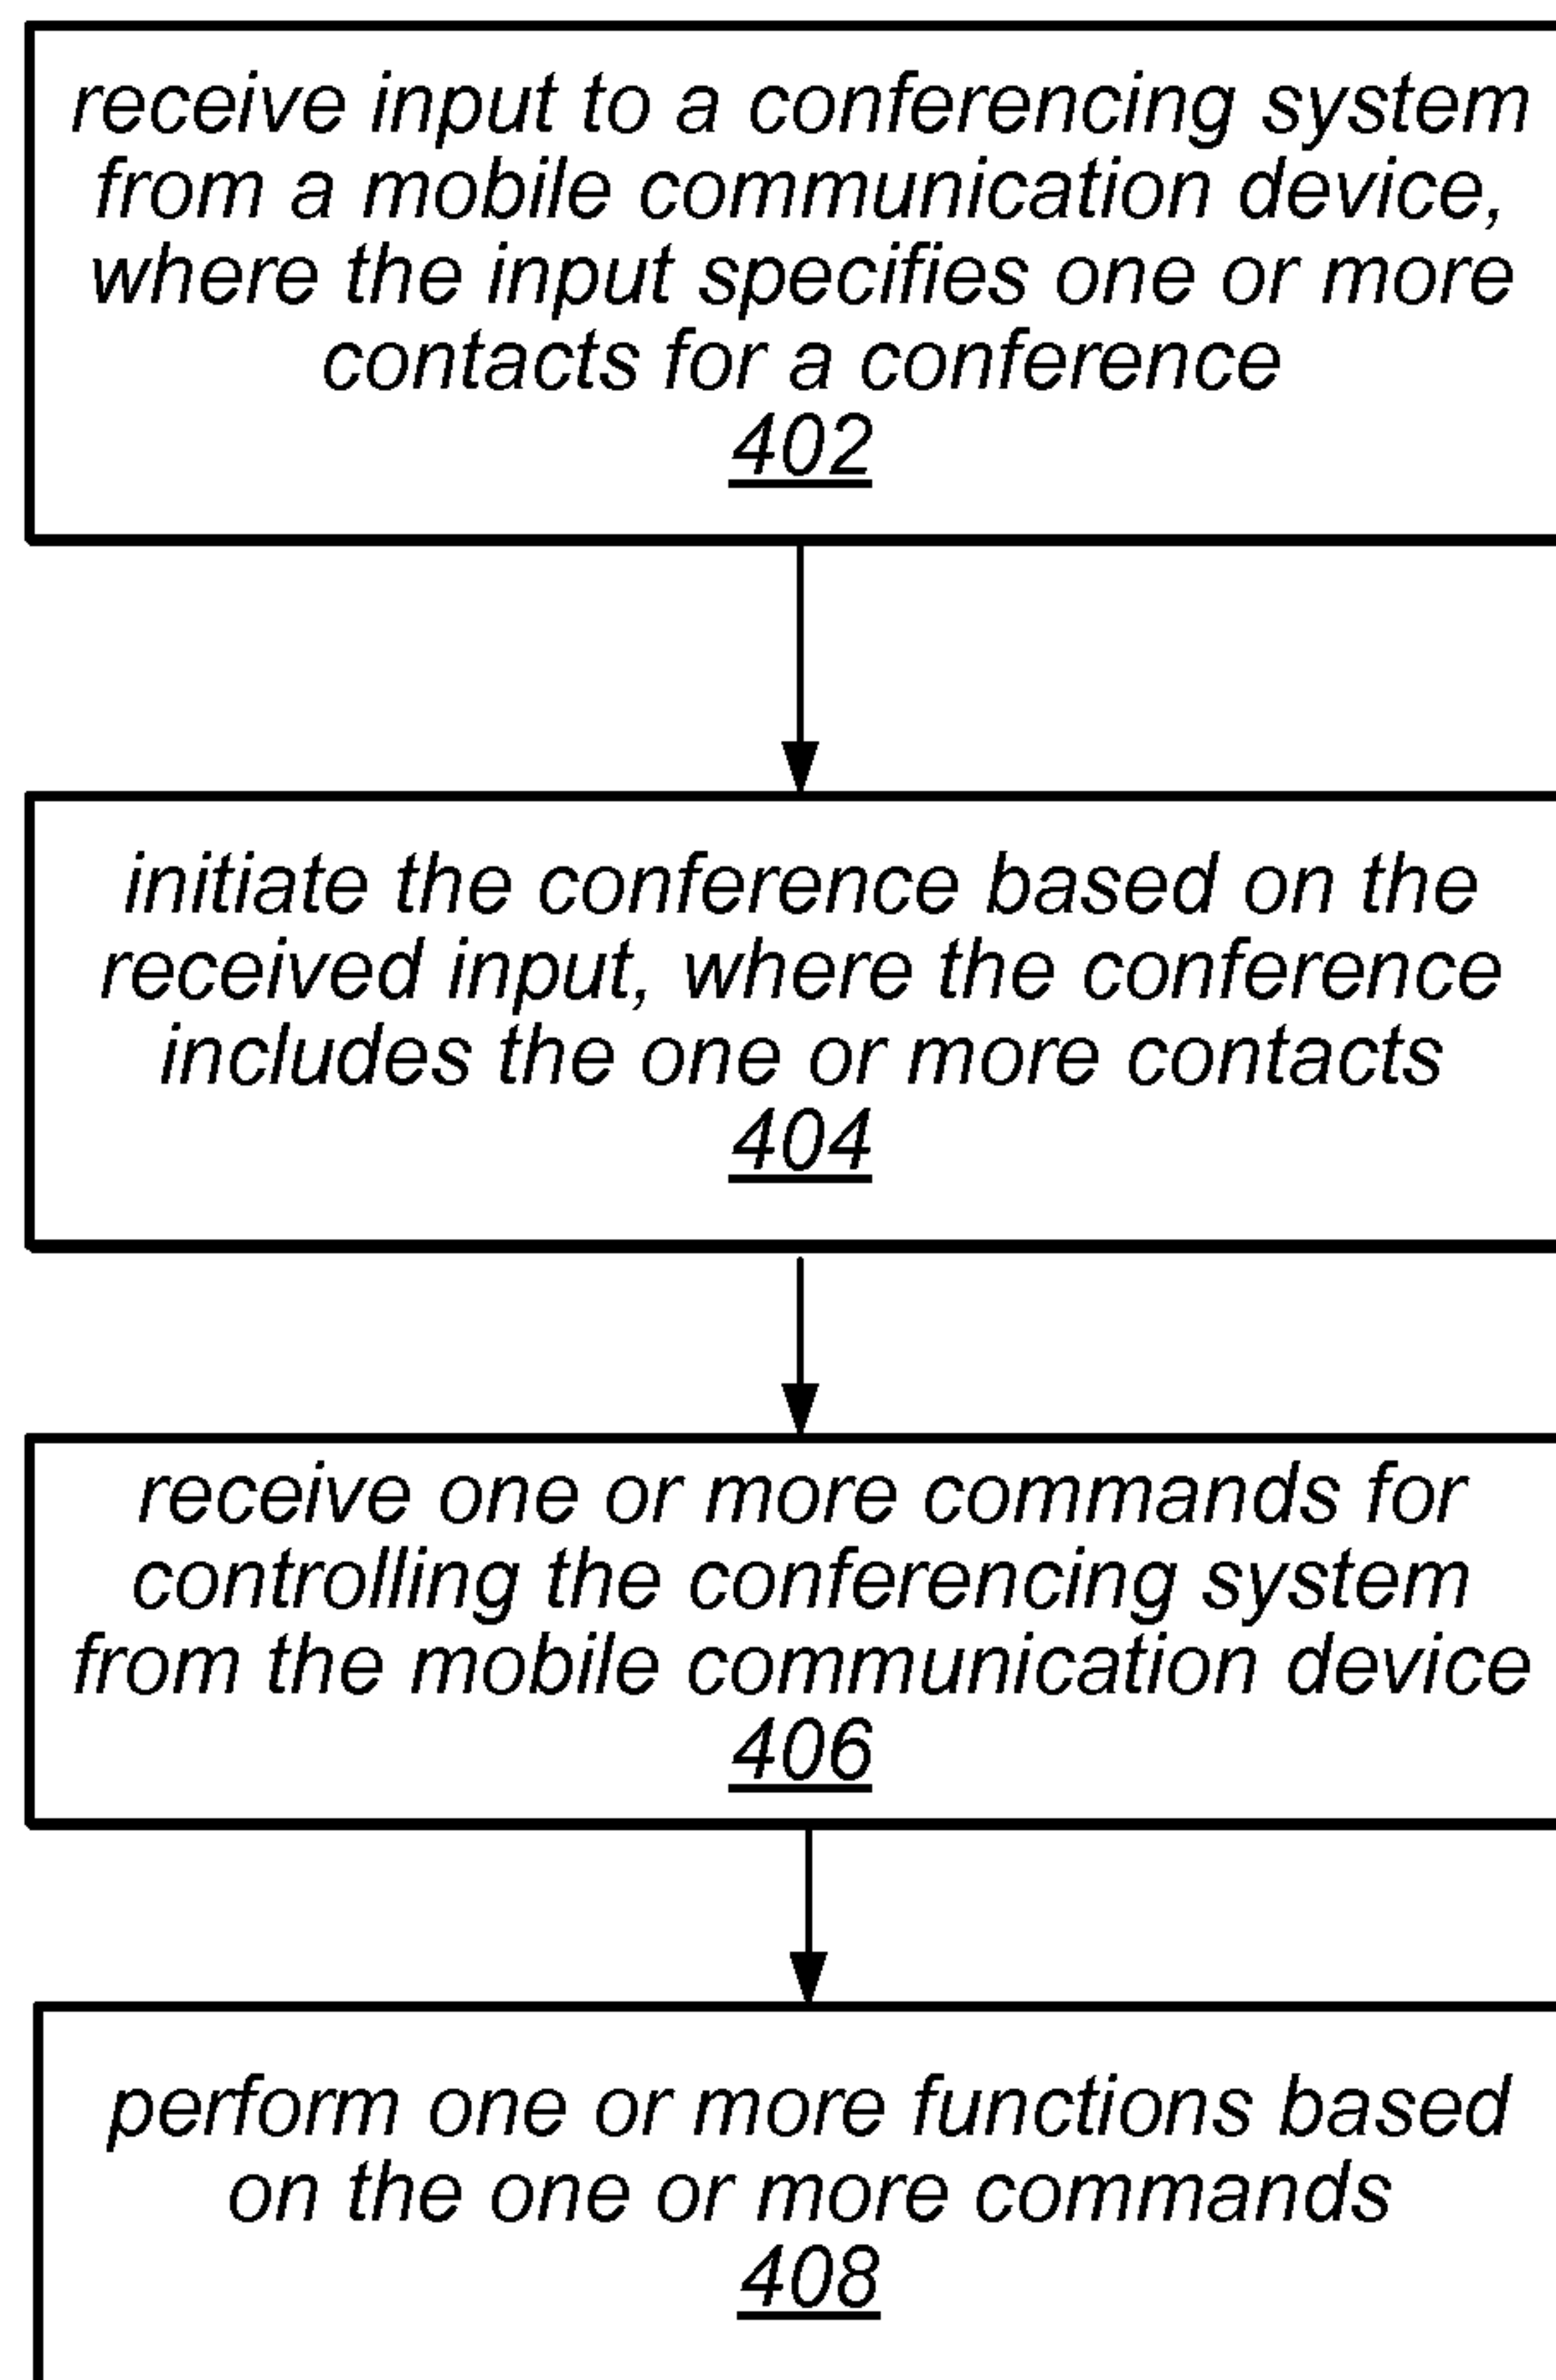 receive input to a conferencing system
from a mobile communication device,
where the input specifies one or more
contacts for a conference
402
initiate the conference based on the
received input, where the conference
includes the one or more contacts
404
receive one or more commands for
controlling the conferencing system
from the mobile communication device
406
perform one or more functions based
on the one or more commands
408